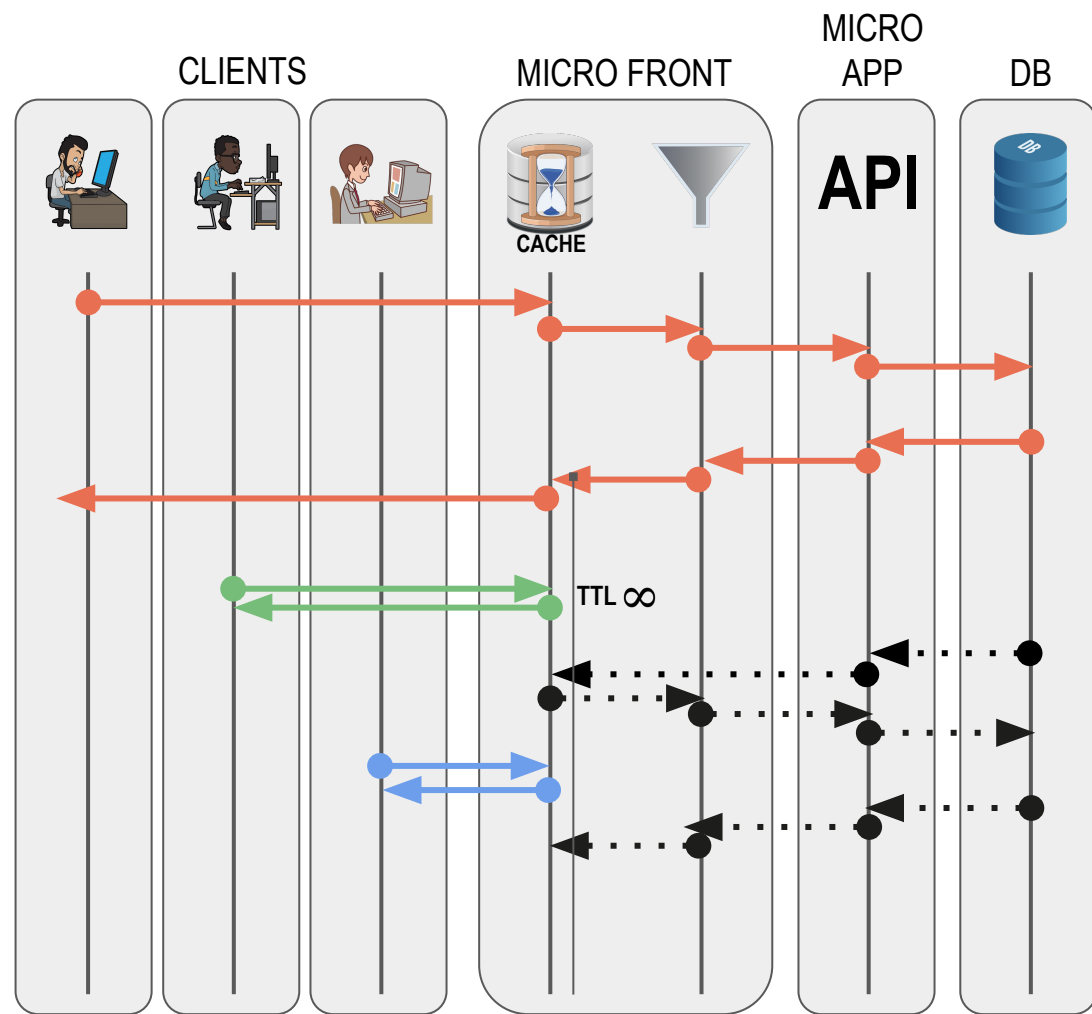 CLIENTS
MICRO FRONT
MICRO
APP
DB
DB
API
CACHE
TTL ∞